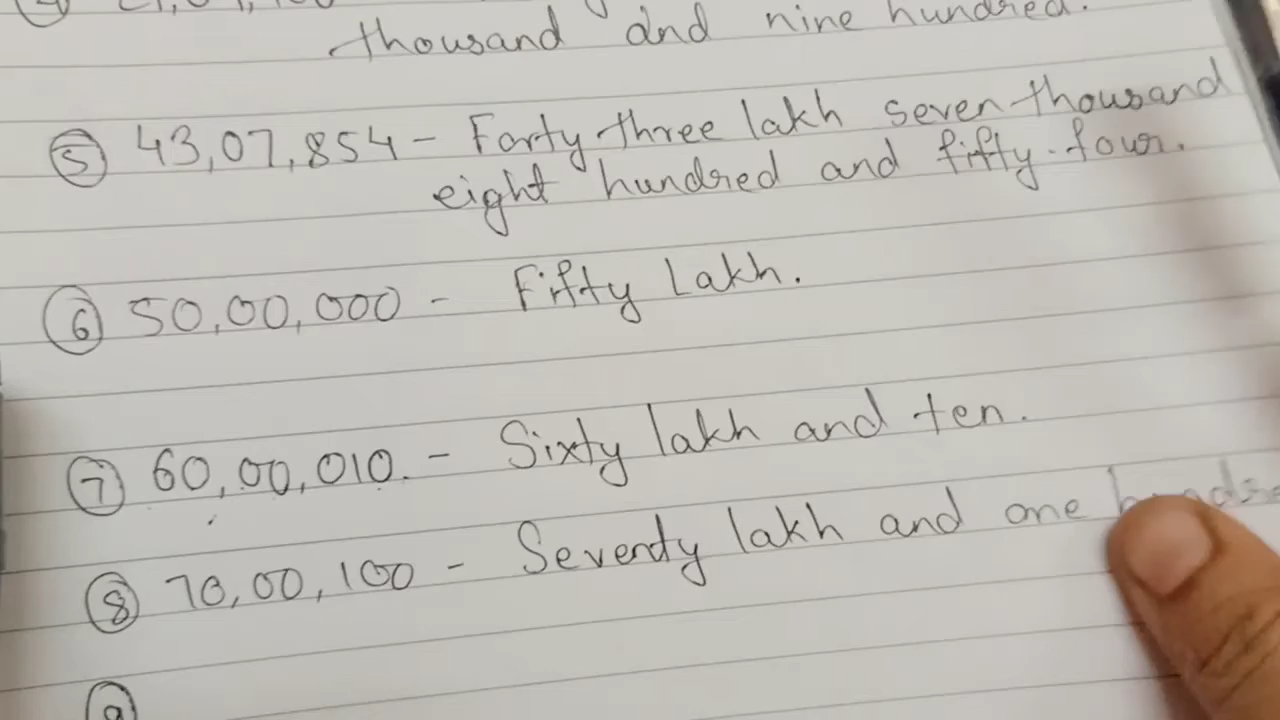 thousand and nine hundred.
⑤ 43,07,854 - Forty three lakh seven thousand
eight hundred and fifty-four.
⑥ 50,00,000 - Fifty Lakh.
⑦ 60,00,010. - Sixty lakh and ten.
⑧ 70,00,100 - Seventy lakh and one
⑨